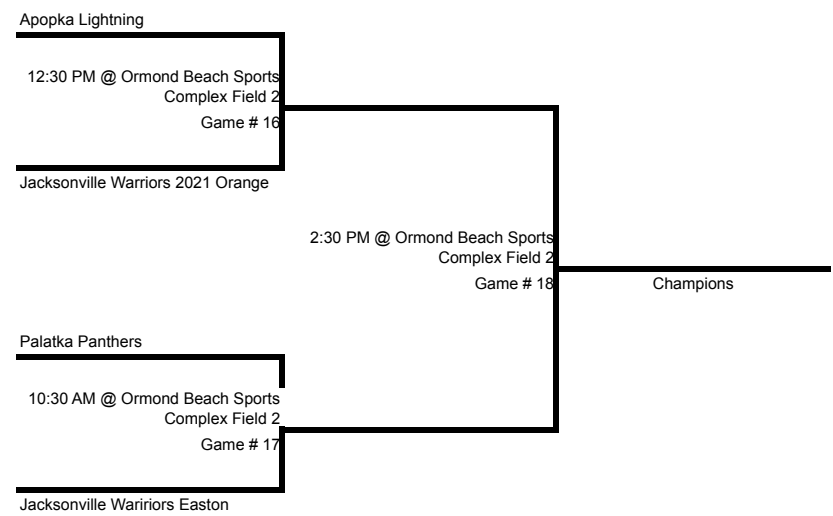 Apopka Lightning
12:30 PM @ Ormond Beach Sports
Complex Field 2
Game # 16
Jacksonville Warriors 2021 Orange
2:30 PM @ Ormond Beach Sports
Complex Field 2
Game # 18
Champions
Palatka Panthers
10:30 AM @ Ormond Beach Sports
Complex Field 2
Game # 17
Jacksonville Waririors Easton